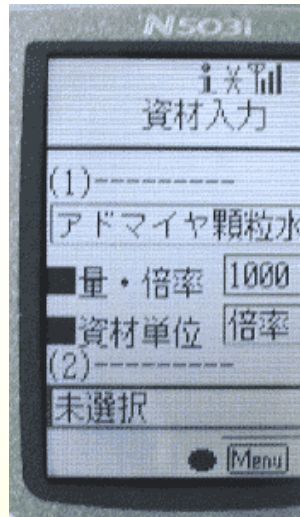 N503i
資材入力
(1)---------
アドマイヤ顆粒水
■量・倍率 1000
■資材単位 倍率
(2)---------
未選択
Menu